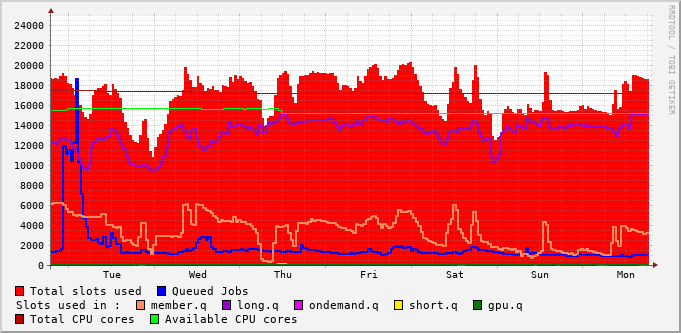 24000
22000
20000
18000
16000
14000
12000
10000
8000
6000
4000
2000
0
Tue Wed Thu Fri Sat Sun Mon
RRDTOOL / TOBI OETIKER
Total slots used Queued Jobs
Slots used in : member.q long.q ondemand.q short.q gpu.q
Total CPU cores Available CPU cores